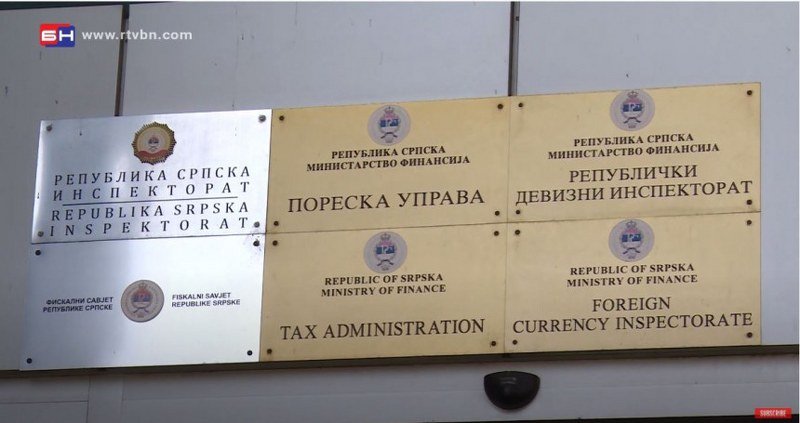 БН www.rtvbn.com
РЕПУБЛИКА СРПСКА
ИНСПЕКТОРАТ
REPUBLIKA SRPSKA
INSPEKTORAT
РЕПУБЛИКА СРПСКА
МИНИСТАРСТВО ФИНАНСИЈА
ПОРЕСКА УПРАВА
РЕПУБЛИКА СРПСКА
МИНИСТАРСТВО ФИНАНСИЈА
РЕПУБЛИЧКИ
ДЕВИЗНИ ИНСПЕКТОРАТ
ФИСКАЛНИ САВЈЕТ
РЕПУБЛИКЕ СРПСКЕ
FISKALNI SAVJET
REPUBLIKE SRPSKE
REPUBLIC OF SRPSKA
MINISTRY OF FINANCE
TAX ADMINISTRATION
REPUBLIC OF SRPSKA
MINISTRY OF FINANCE
FOREIGN
CURRENCY INSPECTORATE
SUBSCRIBE